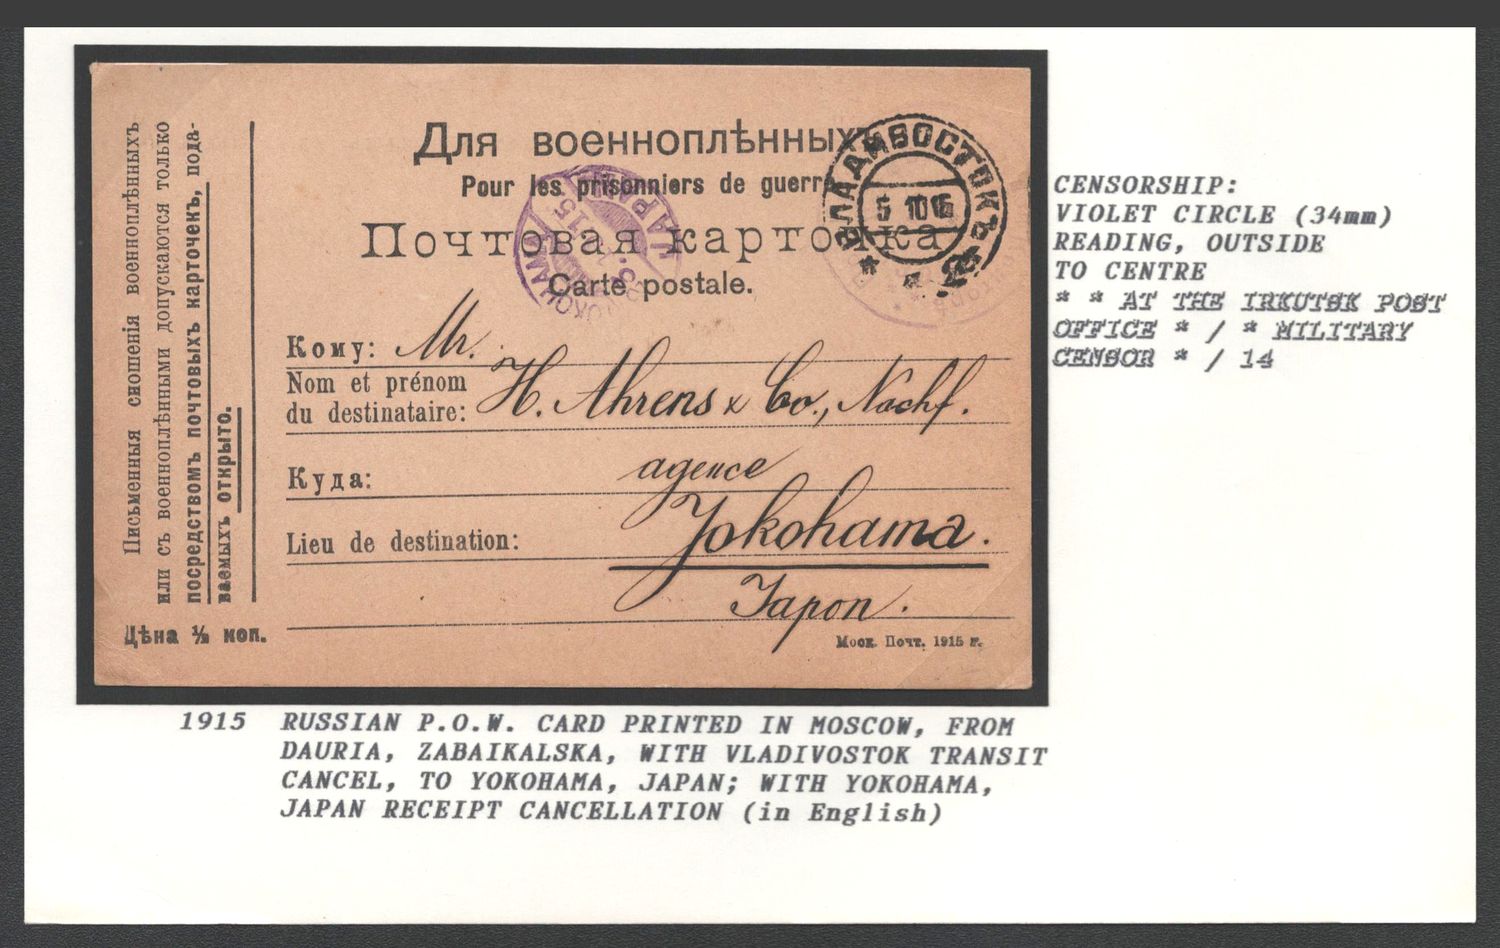 Письменныя сношенія военноплѣнныхъ
или съ военноплѣнными допускаются только
посредствомъ почтовыхъ карточекъ, пода-
ваемыхъ открыто.
Цѣна ½ коп.
Для военноплѣнныхъ
Pour les prisonniers de guerre
Почтовая карточка
Carte postale.
ВЛАДИВОСТОКЪ
5 10 15
YOKOHAMA
JAPAN
Кому: Mr.
Nom et prénom
du destinataire: H. Ahrens & Co., Nachf.
agence
Куда:
Yokohama.
Lieu de destination:
Japon.
Моск. Почт. 1915 г.
CENSORSHIP:
VIOLET CIRCLE (34mm)
READING, OUTSIDE
TO CENTRE
* * AT THE IRKUTSK POST
OFFICE * / * MILITARY
CENSOR * / 14
1915 RUSSIAN P.O.W. CARD PRINTED IN MOSCOW, FROM
DAURIA, ZABAIKALSKA, WITH VLADIVOSTOK TRANSIT
CANCEL, TO YOKOHAMA, JAPAN; WITH YOKOHAMA,
JAPAN RECEIPT CANCELLATION (in English)